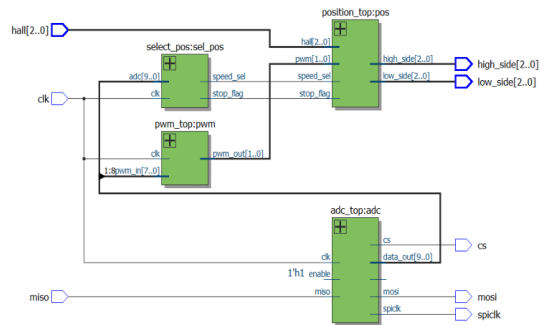 position_top:pos
hall[2..0]
select_pos:sel_pos
hall[2..0]
pwm[1..0]
high_side[2..0]
high_side[2..0]
adc[9..0]
speed_sel
speed_sel
low_side[2..0]
low_side[2..0]
clk
clk
stop_flag
stop_flag
pwm_top:pwm
clk
pwm_out[1..0]
1:8
pwm_in[7..0]
adc_top:adc
cs
cs
clk
data_out[9..0]
1'h1
enable
miso
miso
mosi
mosi
spiclk
spiclk